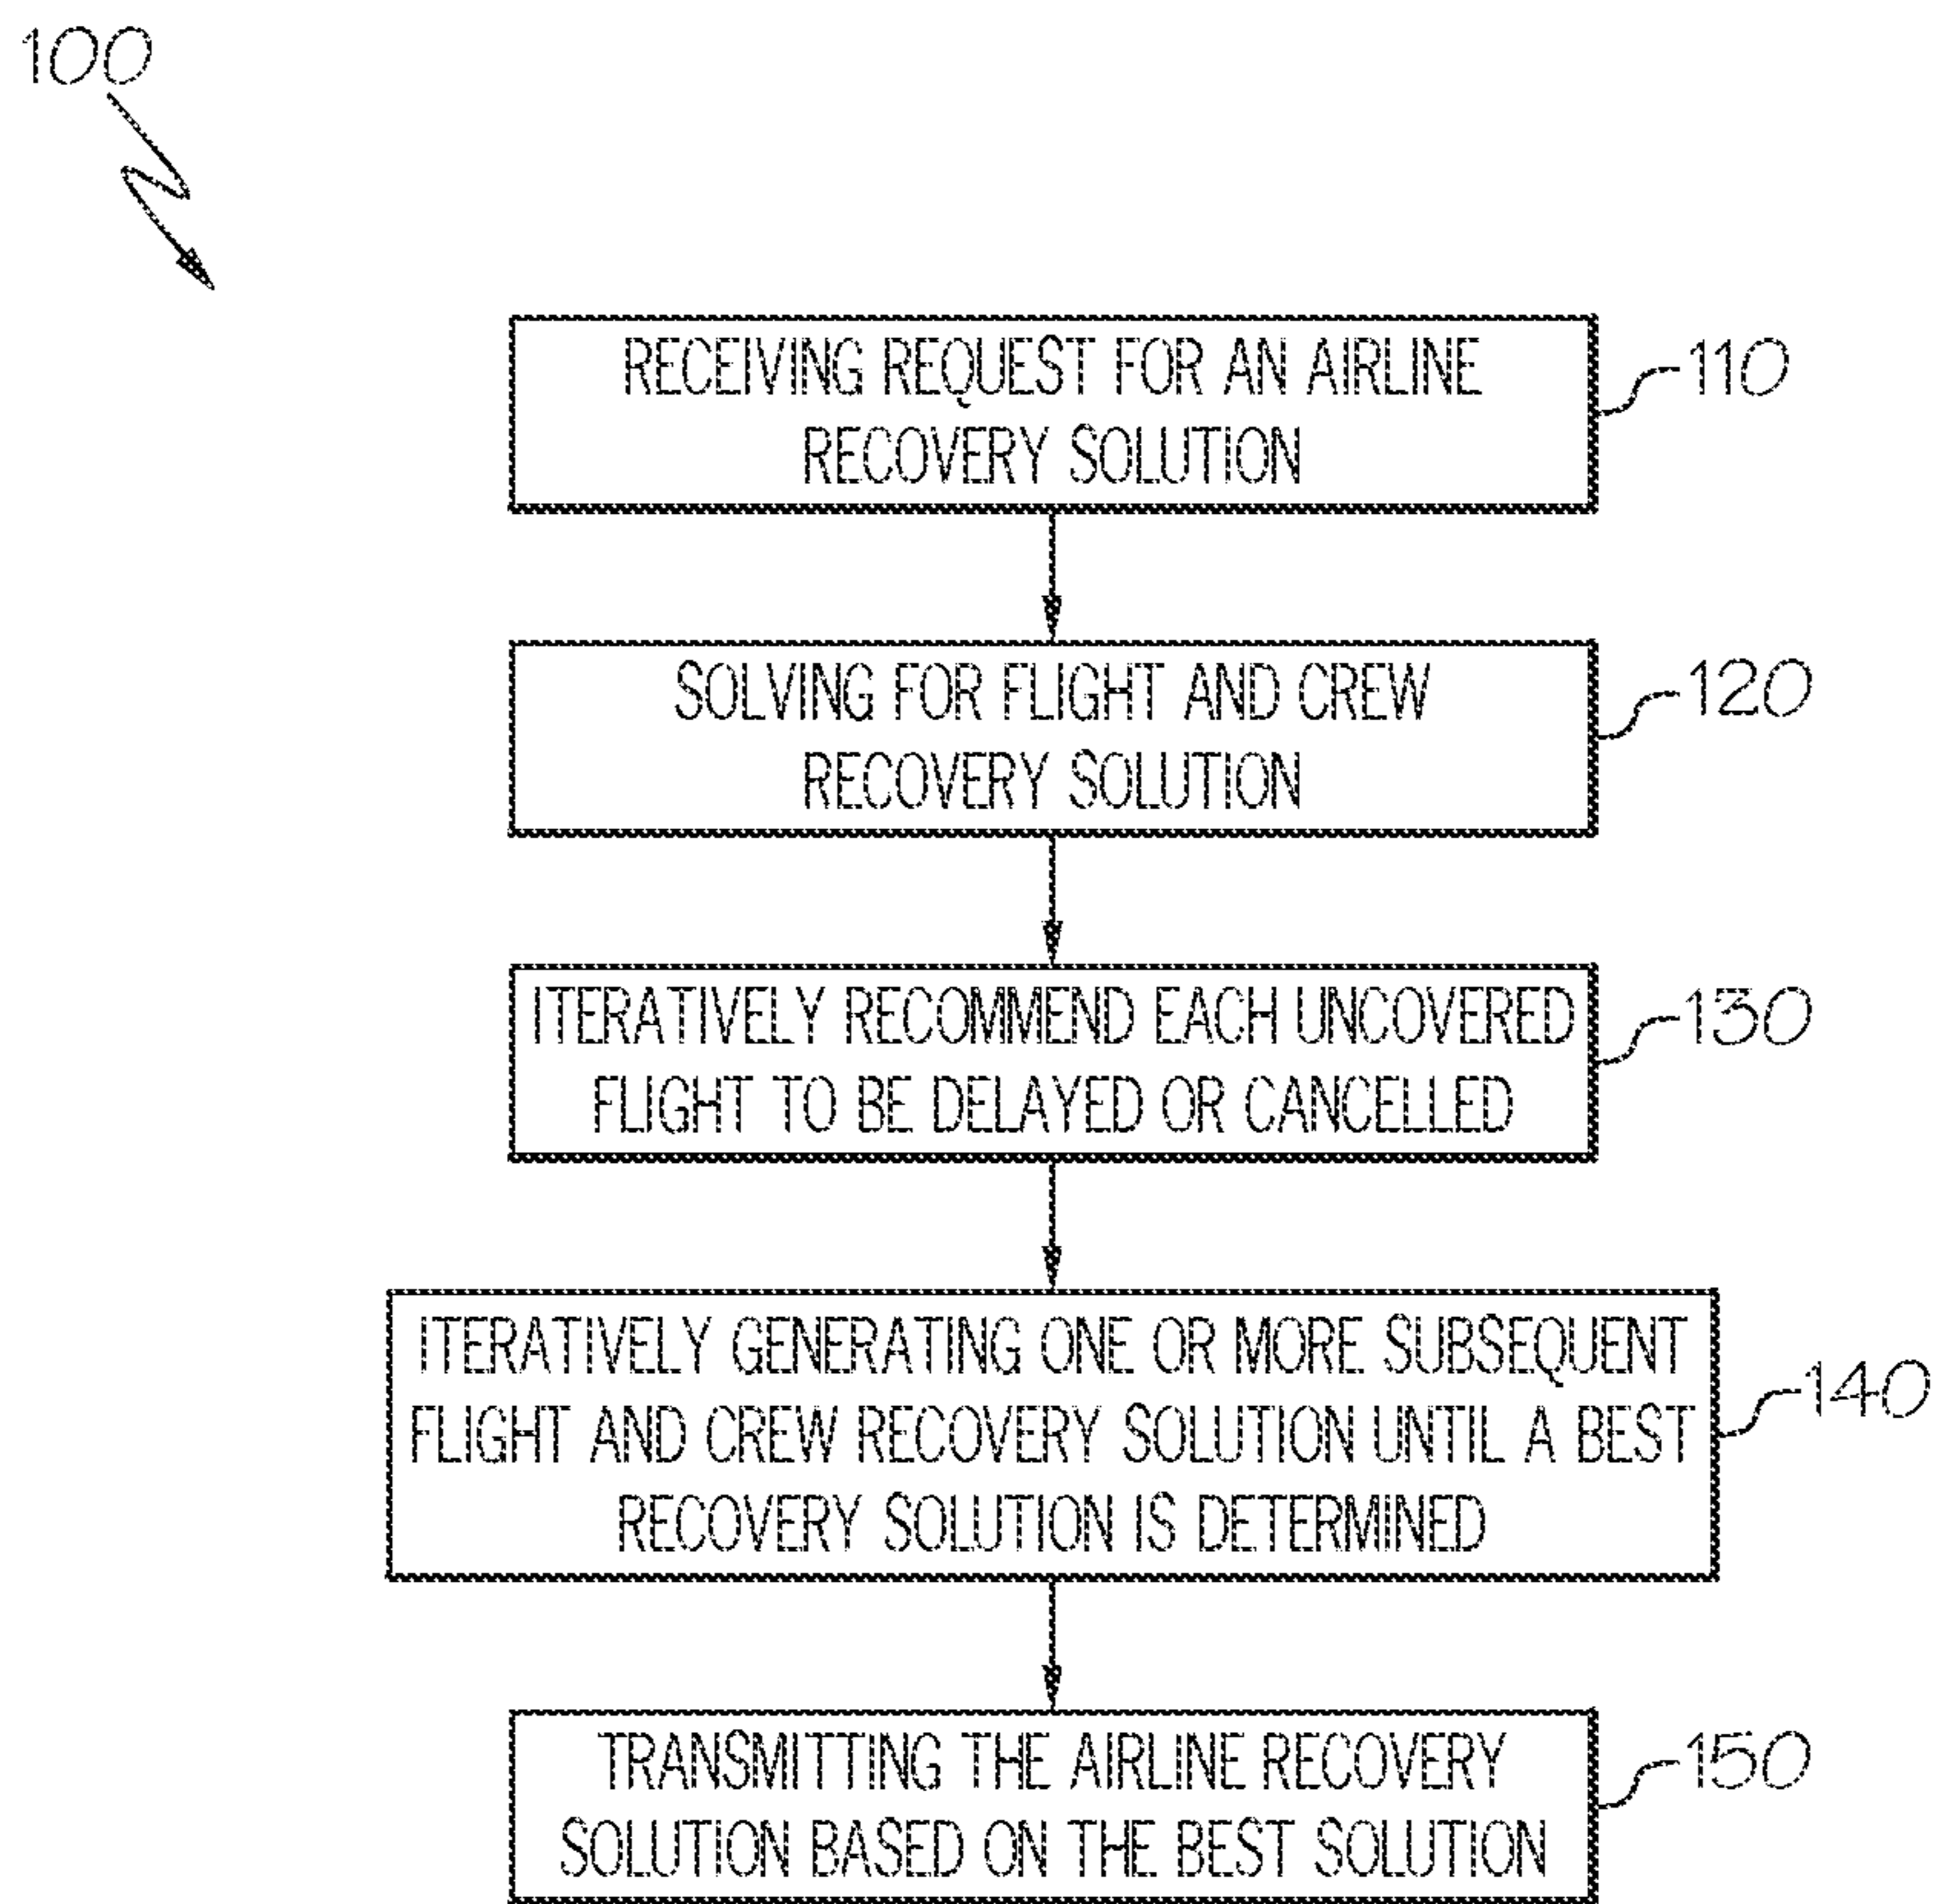 100
RECEIVING REQUEST FOR AN AIRLINE
RECOVERY SOLUTION
110
SOLVING FOR FLIGHT AND CREW
RECOVERY SOLUTION
120
ITERATIVELY RECOMMEND EACH UNCOVERED
FLIGHT TO BE DELAYED OR CANCELLED
130
ITERATIVELY GENERATING ONE OR MORE SUBSEQUENT
FLIGHT AND CREW RECOVERY SOLUTION UNTIL A BEST
RECOVERY SOLUTION IS DETERMINED
140
TRANSMITTING THE AIRLINE RECOVERY
SOLUTION BASED ON THE BEST SOLUTION
150